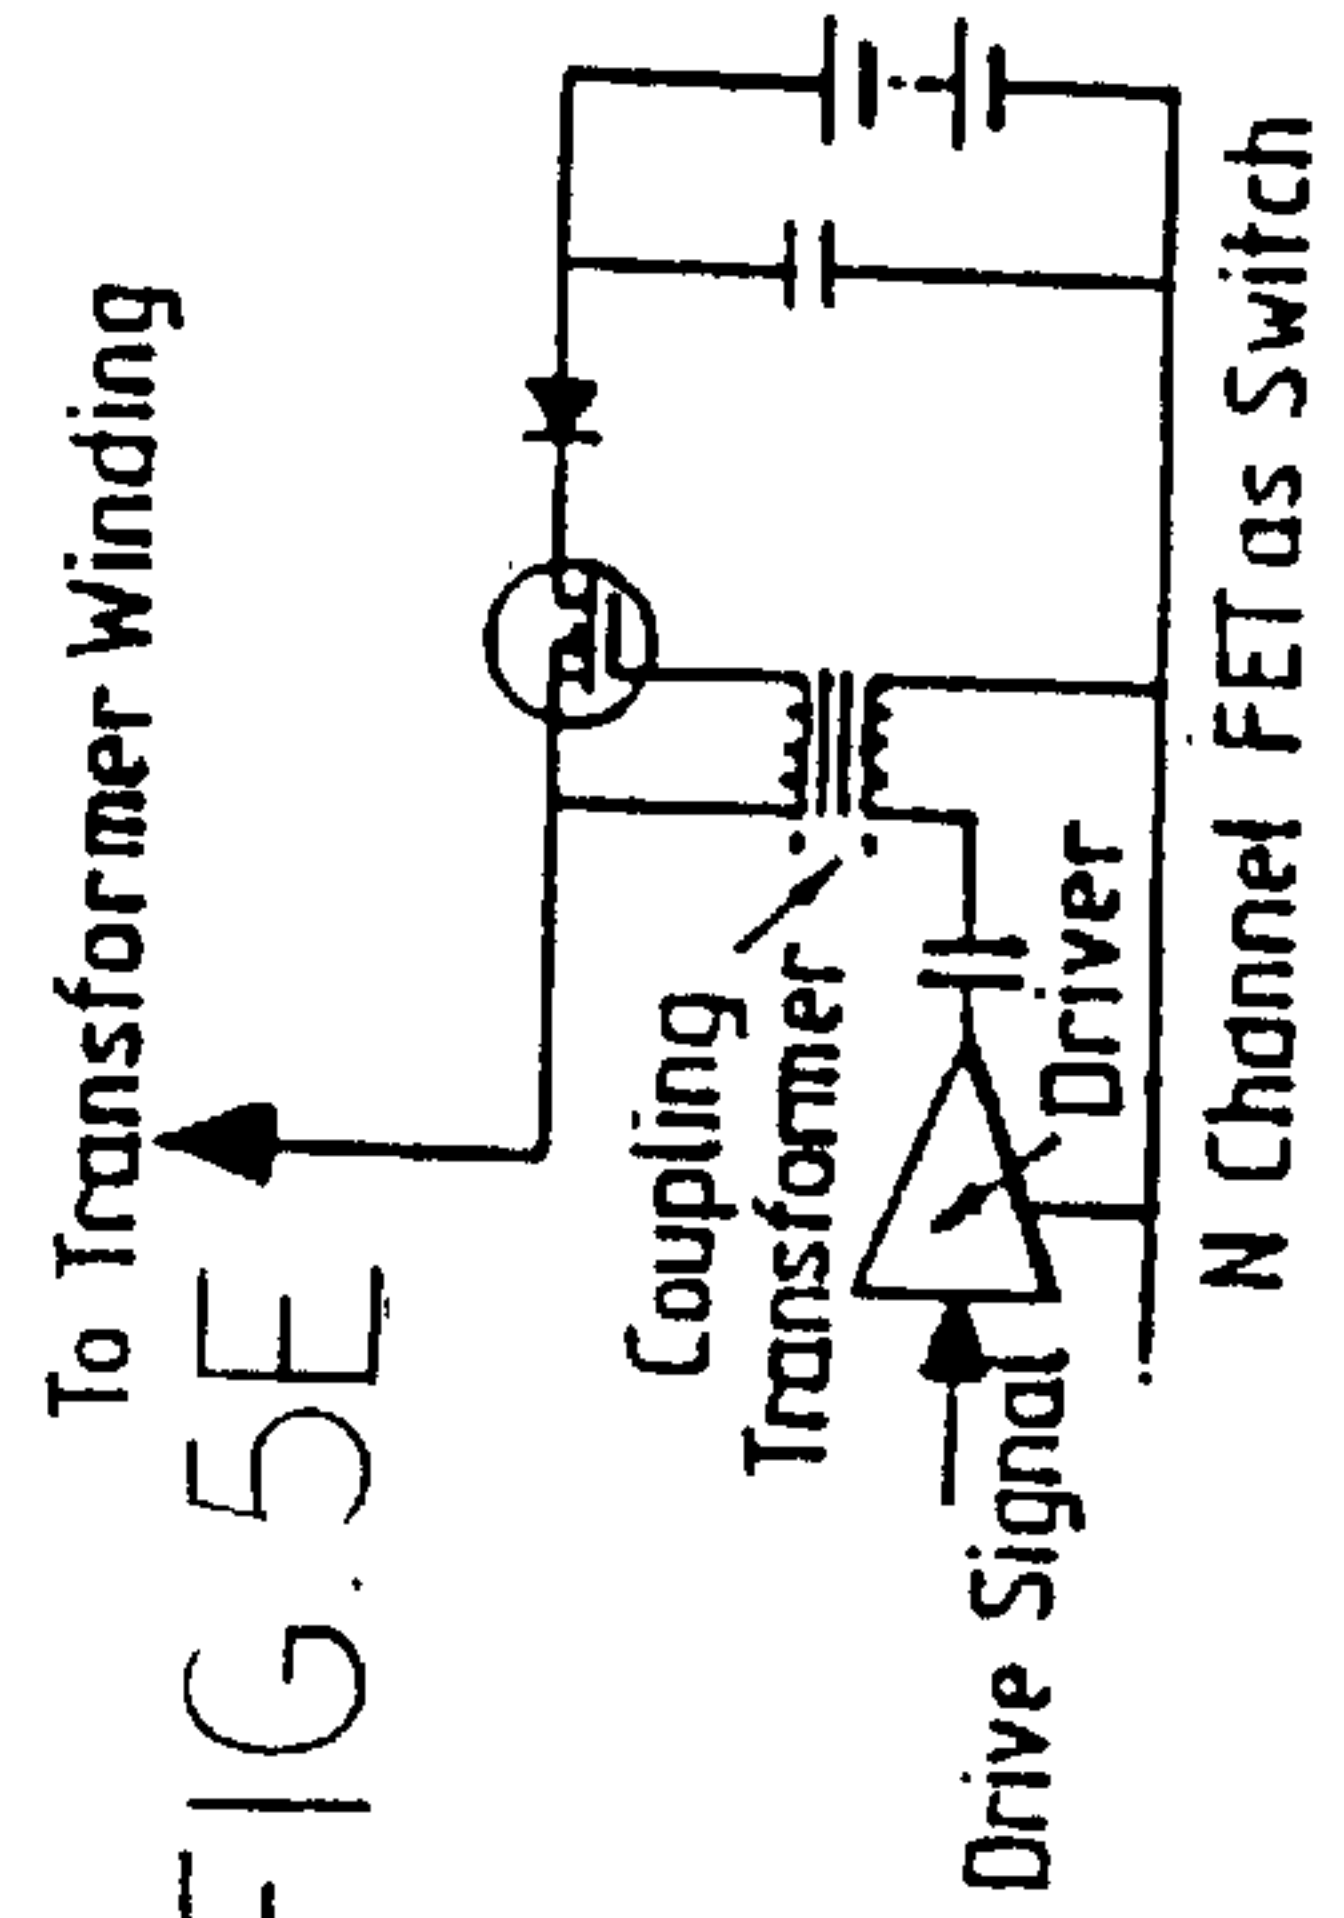 FIG.5E
To Transformer Winding
Coupling
Transformer
Driver
Drive Signal
N Channel FET as Switch